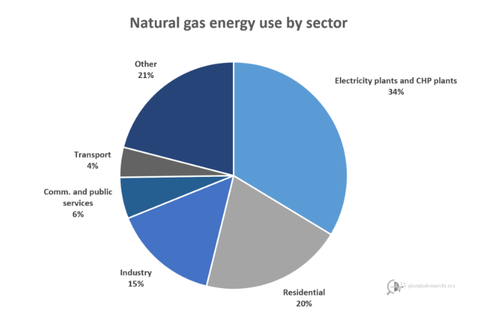 Natural gas energy use by sector
Other
21%
Electricity plants and CHP plants
34%
Transport
4%
Comm. and public
services
6%
Industry
15%
Residential
20%